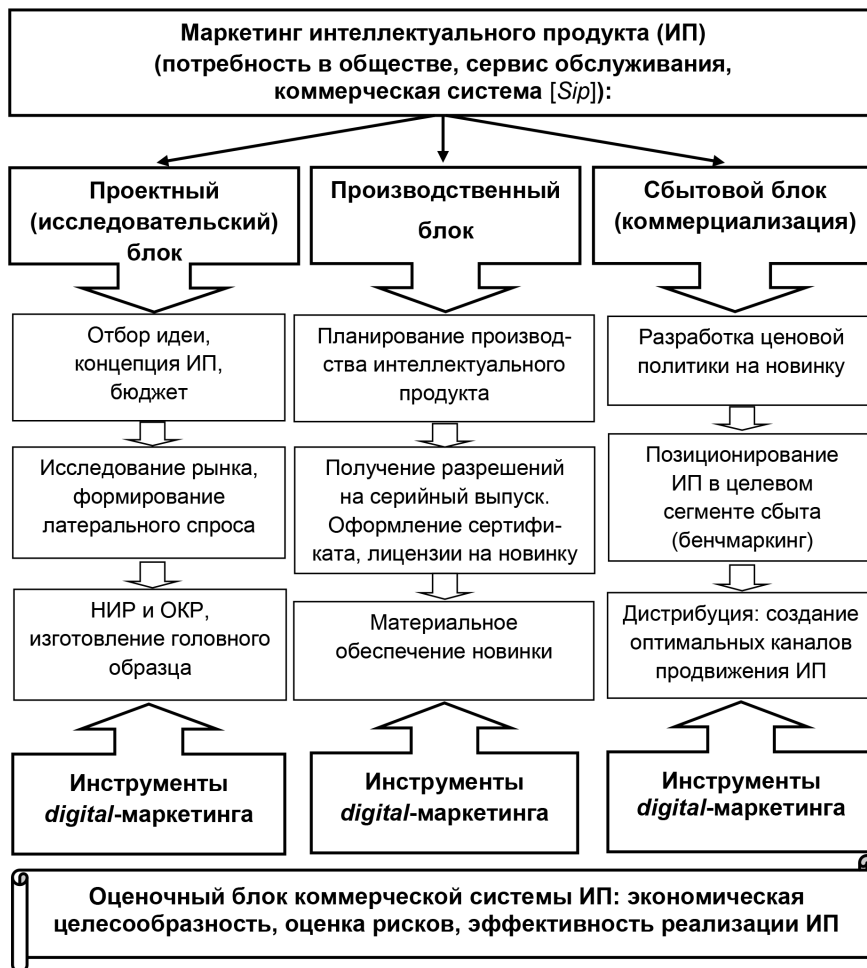 Маркетинг интеллектуального продукта (ИП)
(потребность в обществе, сервис обслуживания,
коммерческая система [Sip]):
Проектный
(исследовательский)
блок
Производственный
блок
Сбытовой блок
(коммерциализация)
Отбор идеи,
концепция ИП,
бюджет
Планирование производ-
ства интеллектуального
продукта
Разработка ценовой
политики на новинку
Исследование рынка,
формирование
латерального спроса
Получение разрешений
на серийный выпуск.
Оформление сертифи-
ката, лицензии на новинку
Позиционирование
ИП в целевом
сегменте сбыта
(бенчмаркинг)
НИР и ОКР,
изготовление головного
образца
Материальное
обеспечение новинки
Дистрибуция: создание
оптимальных каналов
продвижения ИП
Инструменты
digital-маркетинга
Инструменты
digital-маркетинга
Инструменты
digital-маркетинга
Оценочный блок коммерческой системы ИП: экономическая
целесообразность, оценка рисков, эффективность реализации ИП